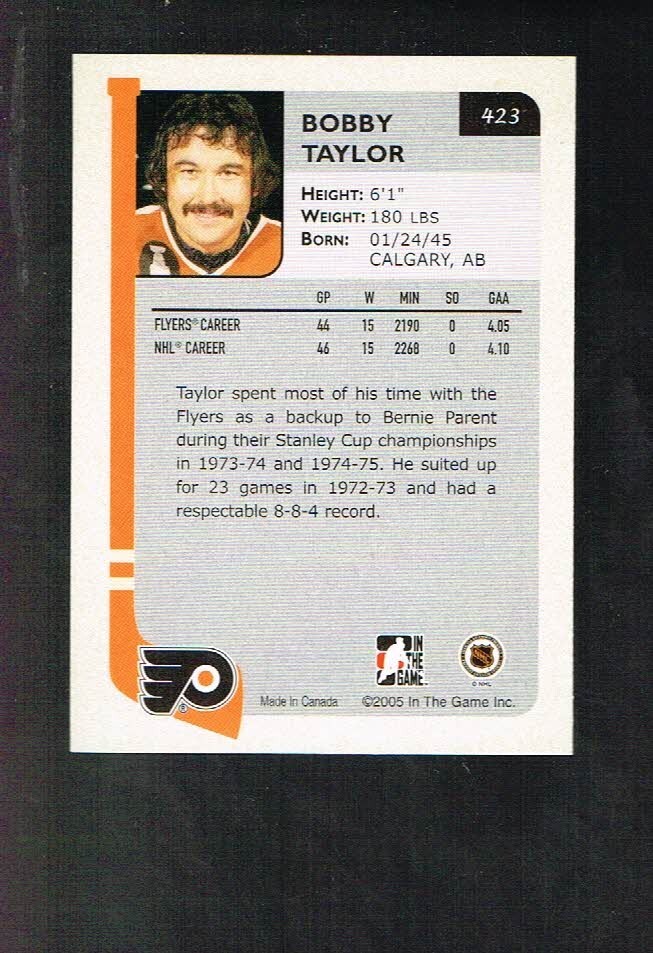 423
BOBBY
TAYLOR
HEIGHT: 6'1"
WEIGHT: 180 LBS
BORN: 01/24/45
CALGARY, AB
GP W MIN SO GAA
FLYERS® CAREER 44 15 2190 0 4.05
NHL® CAREER 46 15 2268 0 4.10
Taylor spent most of his time with the
Flyers as a backup to Bernie Parent
during their Stanley Cup championships
in 1973-74 and 1974-75. He suited up
for 23 games in 1972-73 and had a
respectable 8-8-4 record.
IN
THE
GAME
© NHL
®
Made In Canada ©2005 In The Game Inc.